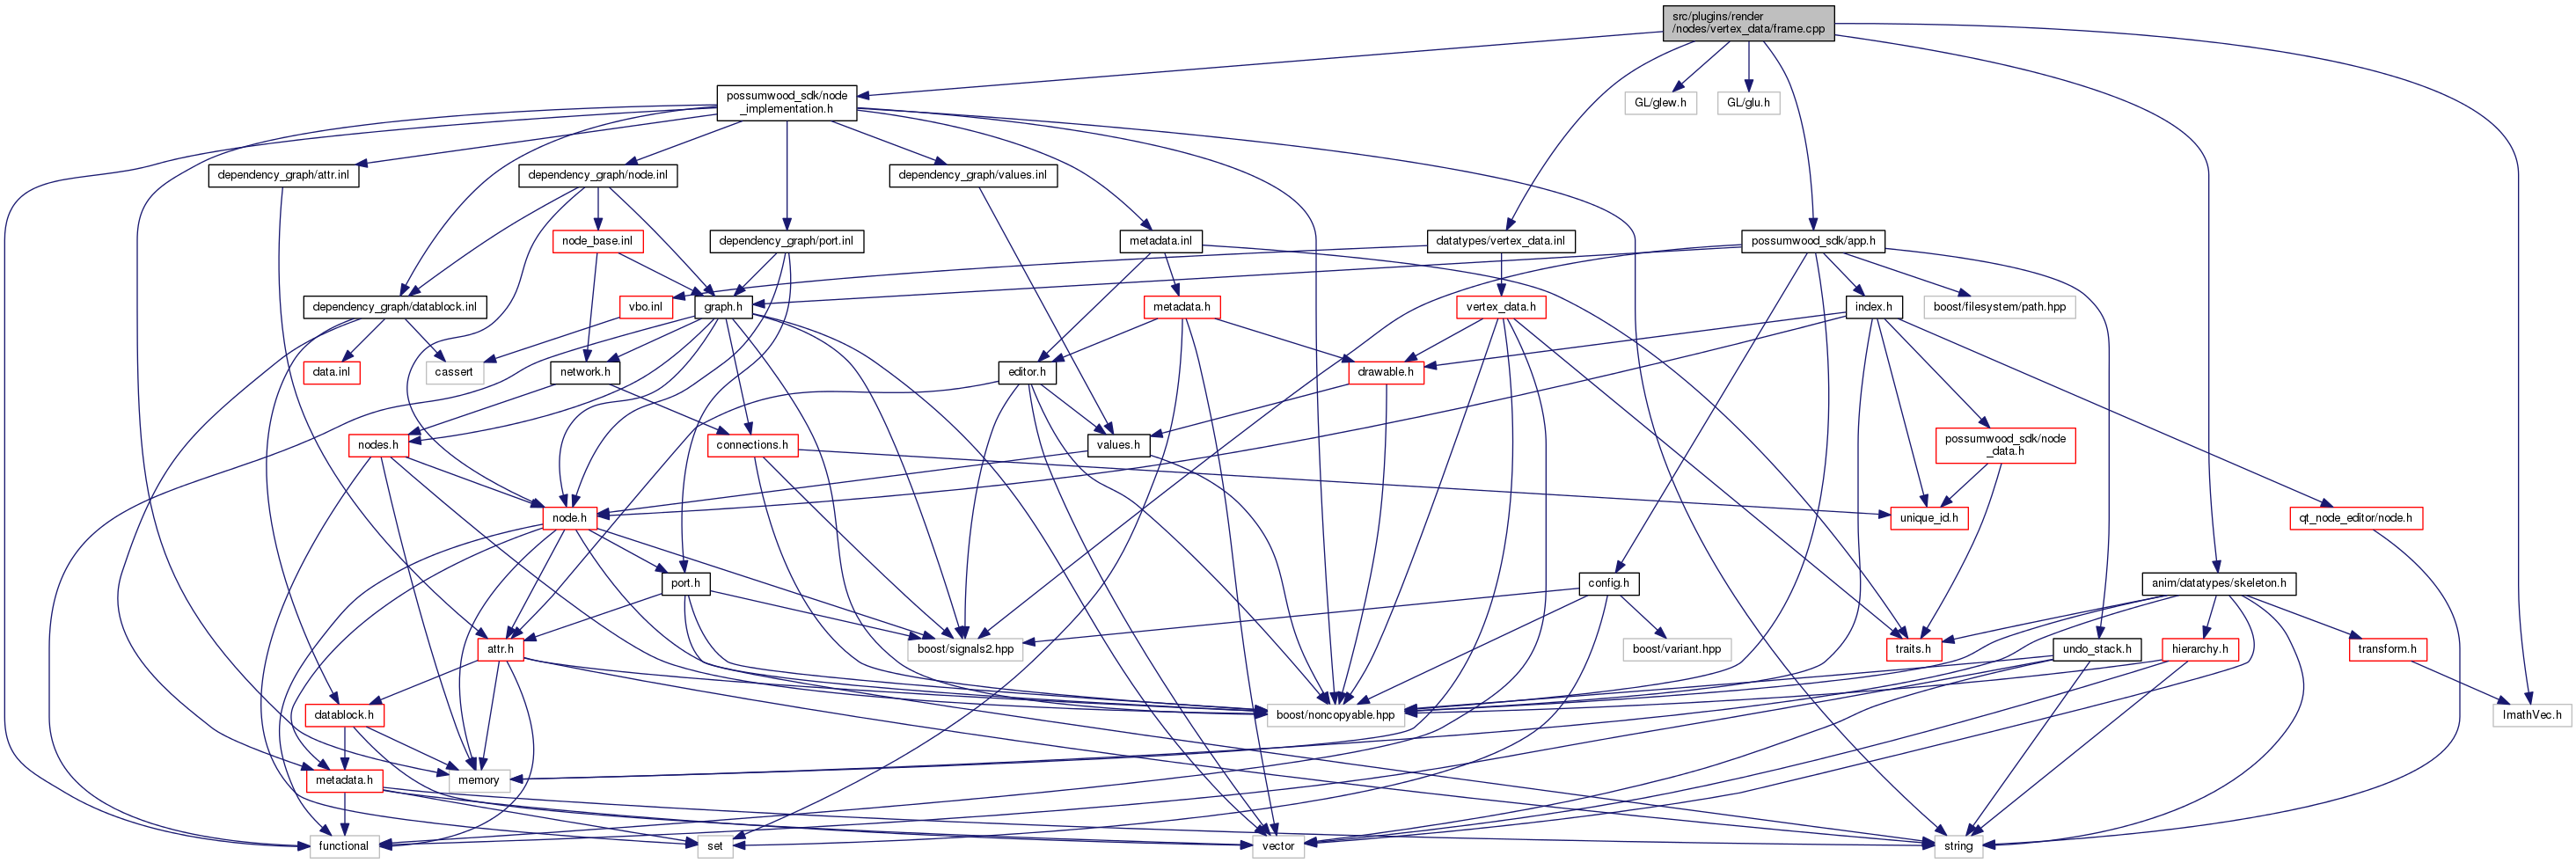 src/plugins/render
/nodes/vertex_data/frame.cpp
possumwood_sdk/node
_implementation.h
GL/glew.h
GL/glu.h
dependency_graph/attr.inl
dependency_graph/node.inl
dependency_graph/values.inl
node_base.inl
dependency_graph/port.inl
metadata.inl
datatypes/vertex_data.inl
possumwood_sdk/app.h
dependency_graph/datablock.inl
vbo.inl
graph.h
metadata.h
vertex_data.h
index.h
boost/filesystem/path.hpp
data.inl
cassert
network.h
editor.h
drawable.h
nodes.h
connections.h
values.h
possumwood_sdk/node
_data.h
node.h
unique_id.h
qt_node_editor/node.h
port.h
config.h
anim/datatypes/skeleton.h
attr.h
boost/signals2.hpp
boost/variant.hpp
traits.h
undo_stack.h
hierarchy.h
transform.h
datablock.h
boost/noncopyable.hpp
ImathVec.h
metadata.h
memory
functional
set
vector
string